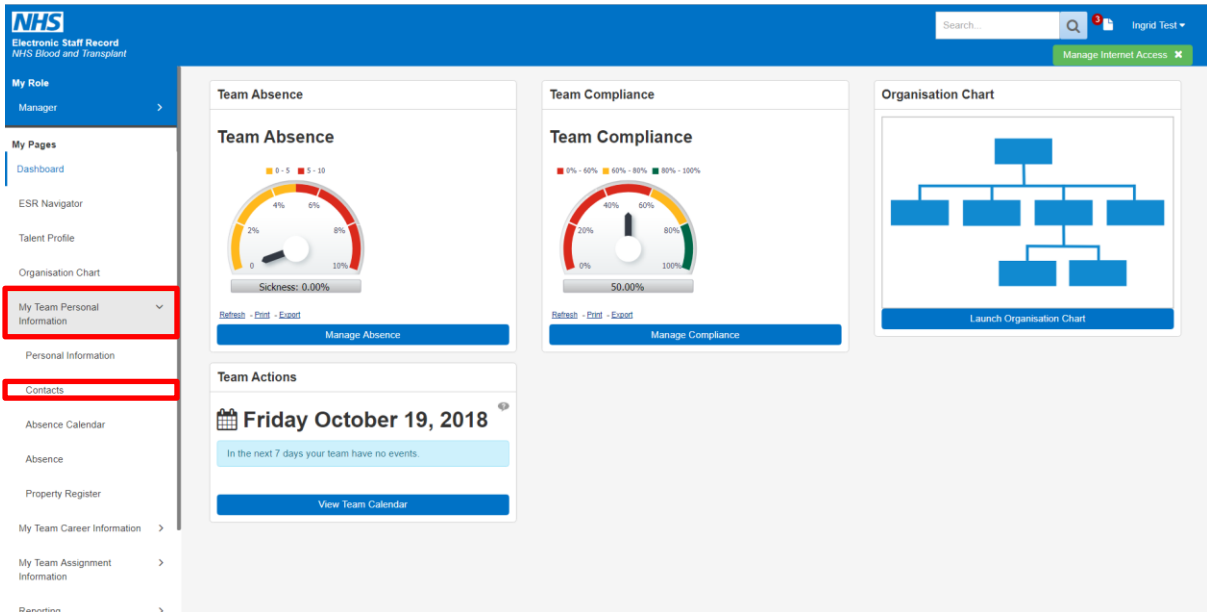 NHS
Electronic Staff Record
NHS Blood and Transplant
Search...
3
Ingrid Test
Manage Internet Access ✖
My Role
Manager
My Pages
Dashboard
ESR Navigator
Talent Profile
Organisation Chart
My Team Personal
Information
Personal Information
Contacts
Absence Calendar
Absence
Property Register
My Team Career Information
My Team Assignment
Information
Reporting
Team Absence
Team Absence
0 - 5 5 - 10
4% 6%
2% 8%
0 10%
Sickness: 0.00%
Refresh - Print - Export
Manage Absence
Team Compliance
Team Compliance
0% - 60% 60% - 80% 80% - 100%
40% 60%
20% 80%
0% 100%
50.00%
Refresh - Print - Export
Manage Compliance
Organisation Chart
Launch Organisation Chart
Team Actions
Friday October 19, 2018
In the next 7 days your team have no events.
View Team Calendar